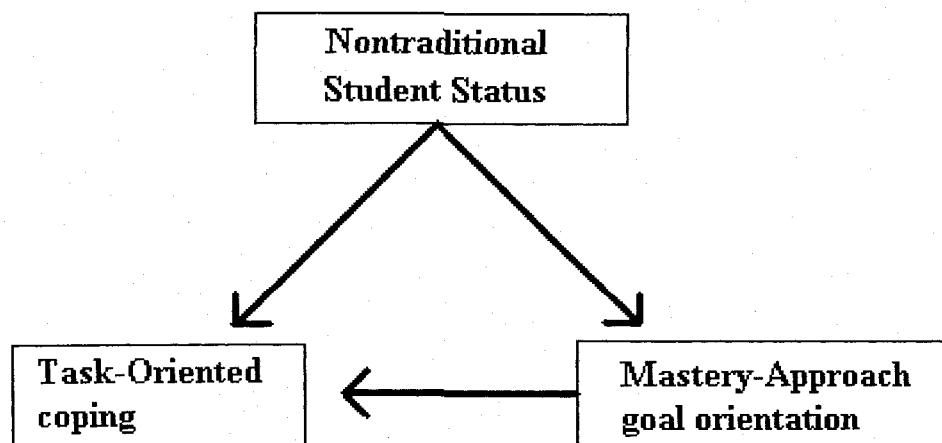 Nontraditional
Student Status
Task-Oriented
coping
Mastery-Approach
goal orientation